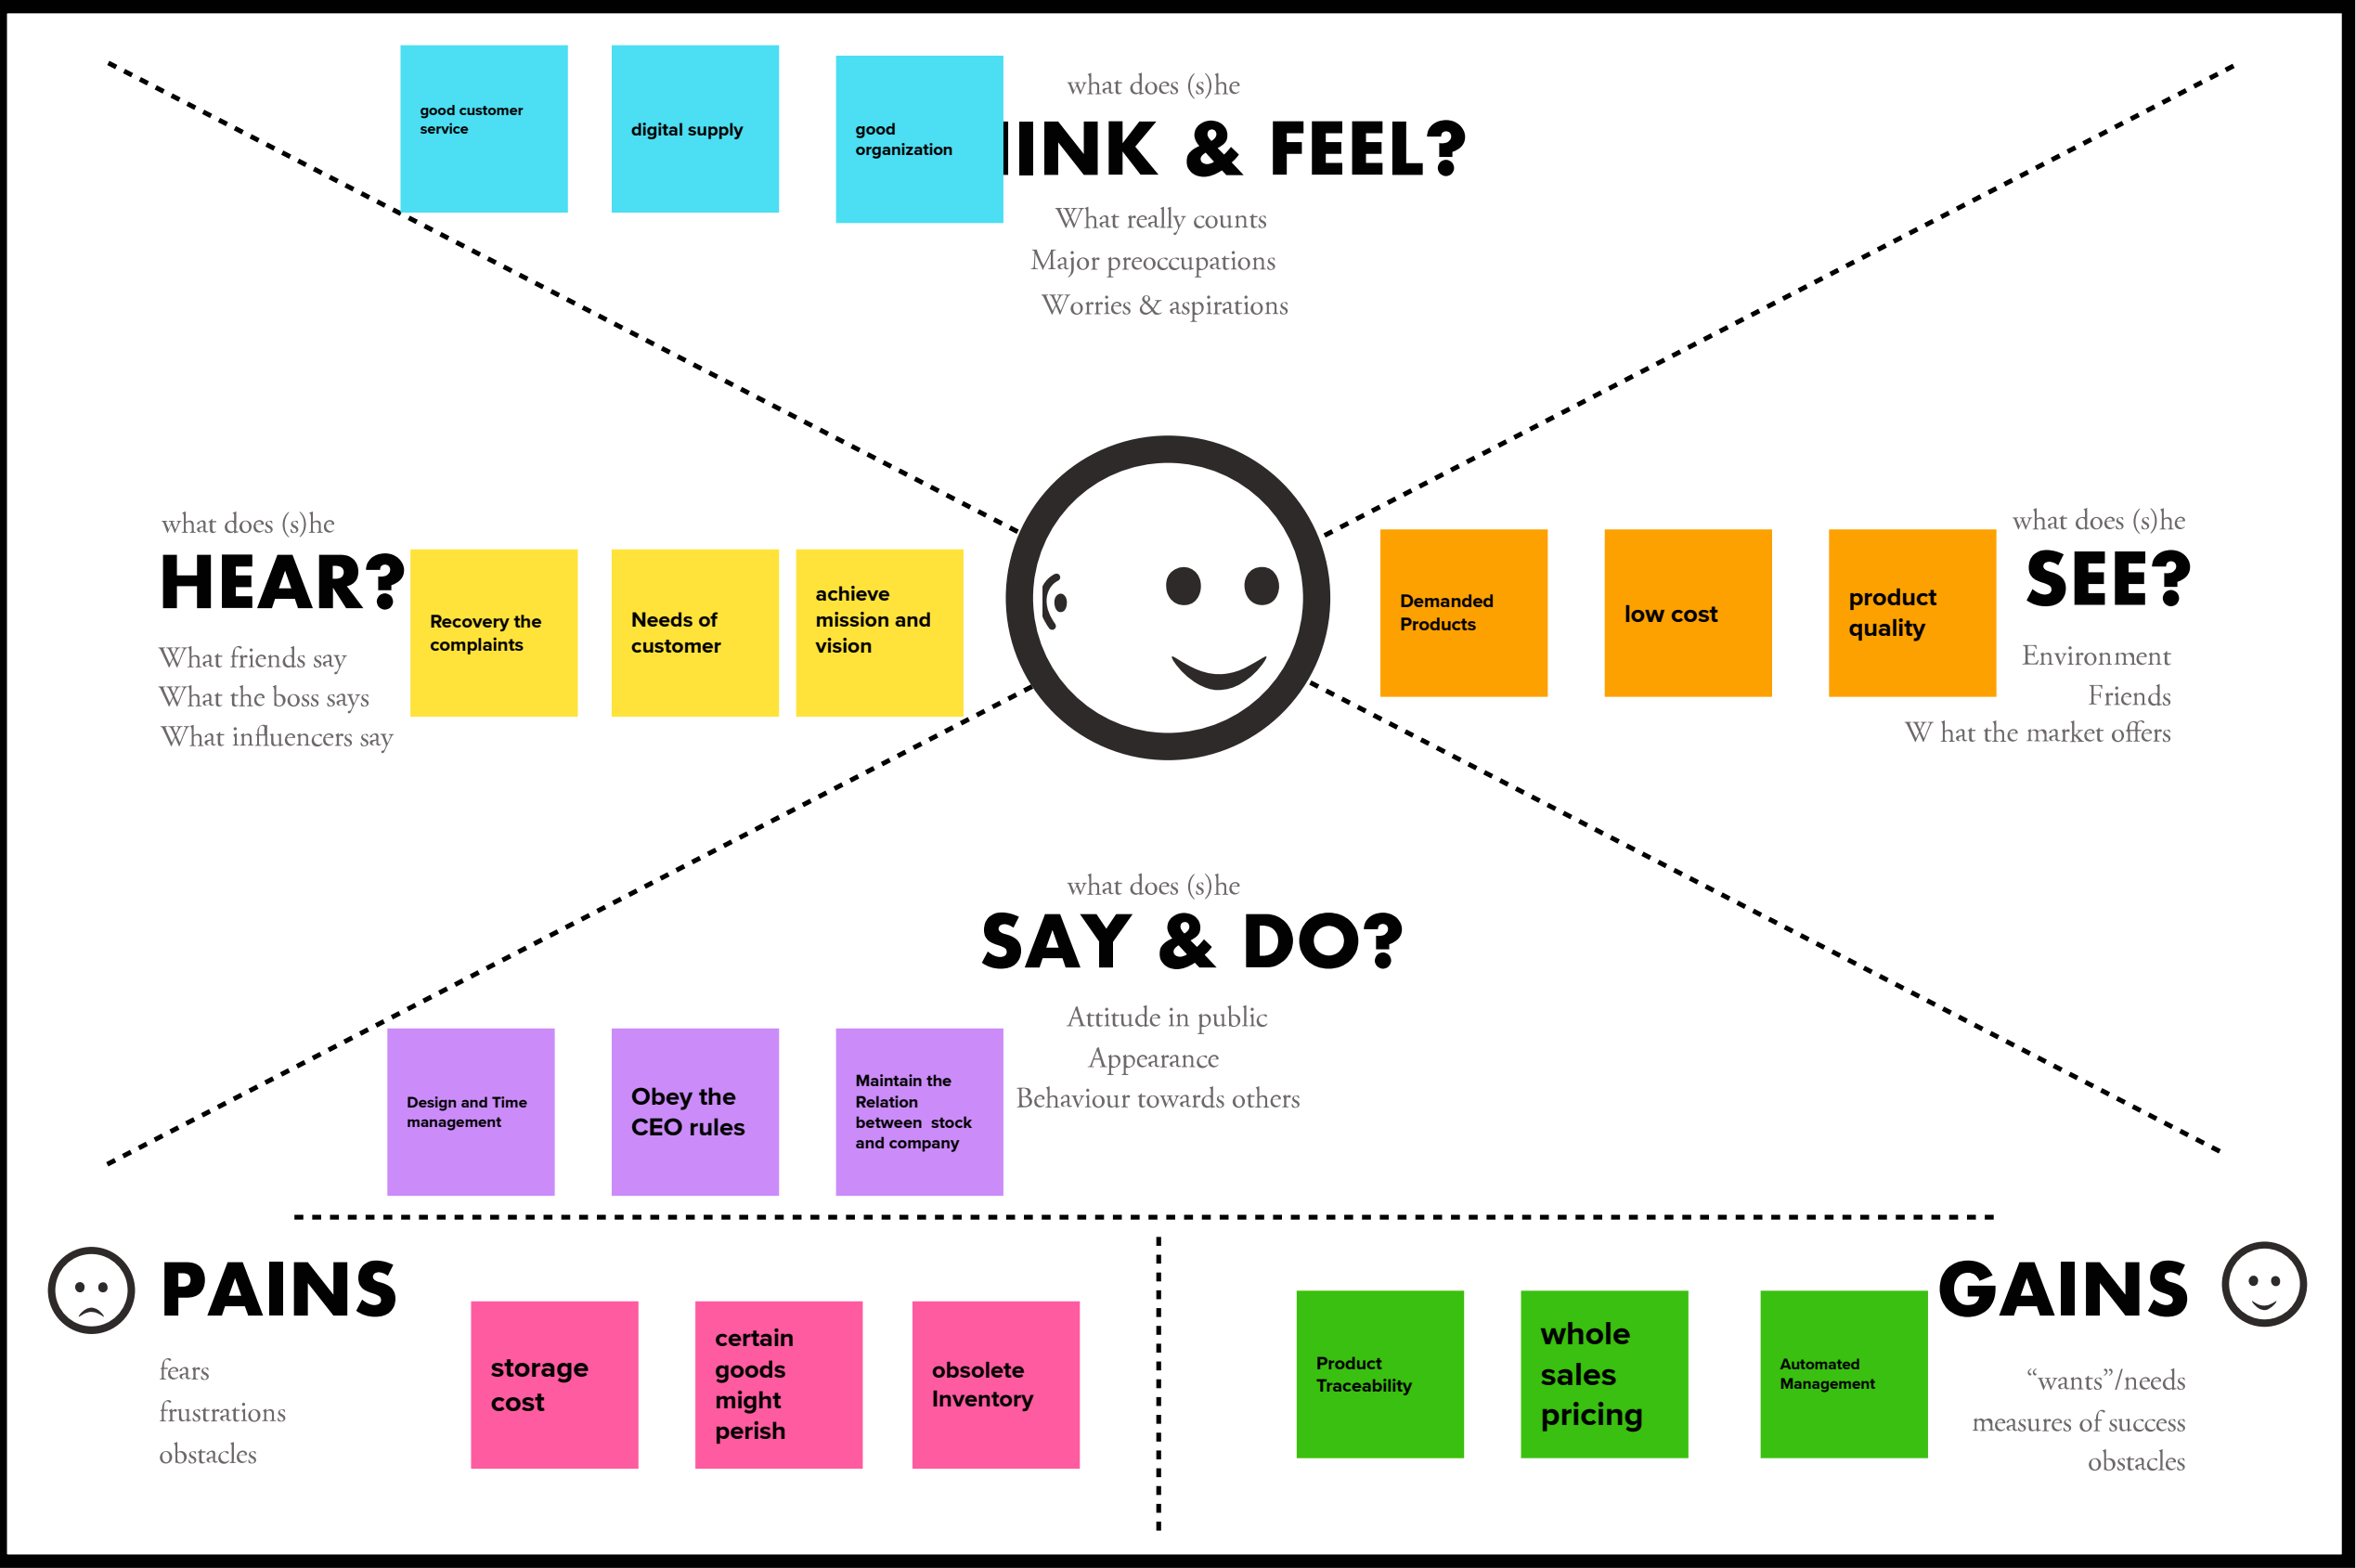 good customer
service
digital supply
good
organization
what does (s)he
INK & FEEL?
What really counts
Major preoccupations
Worries & aspirations
what does (s)he
HEAR?
What friends say
What the boss says
What influencers say
Recovery the
complaints
Needs of
customer
achieve
mission and
vision
Demanded
Products
low cost
product
quality
what does (s)he
SEE?
Environment
Friends
W hat the market offers
what does (s)he
SAY & DO?
Attitude in public
Appearance
Behaviour towards others
Design and Time
management
Obey the
CEO rules
Maintain the
Relation
between  stock
and company
PAINS
fears
frustrations
obstacles
storage
cost
certain
goods
might
perish
obsolete
Inventory
Product
Traceability
whole
sales
pricing
Automated
Management
GAINS
“wants”/needs
measures of success
obstacles